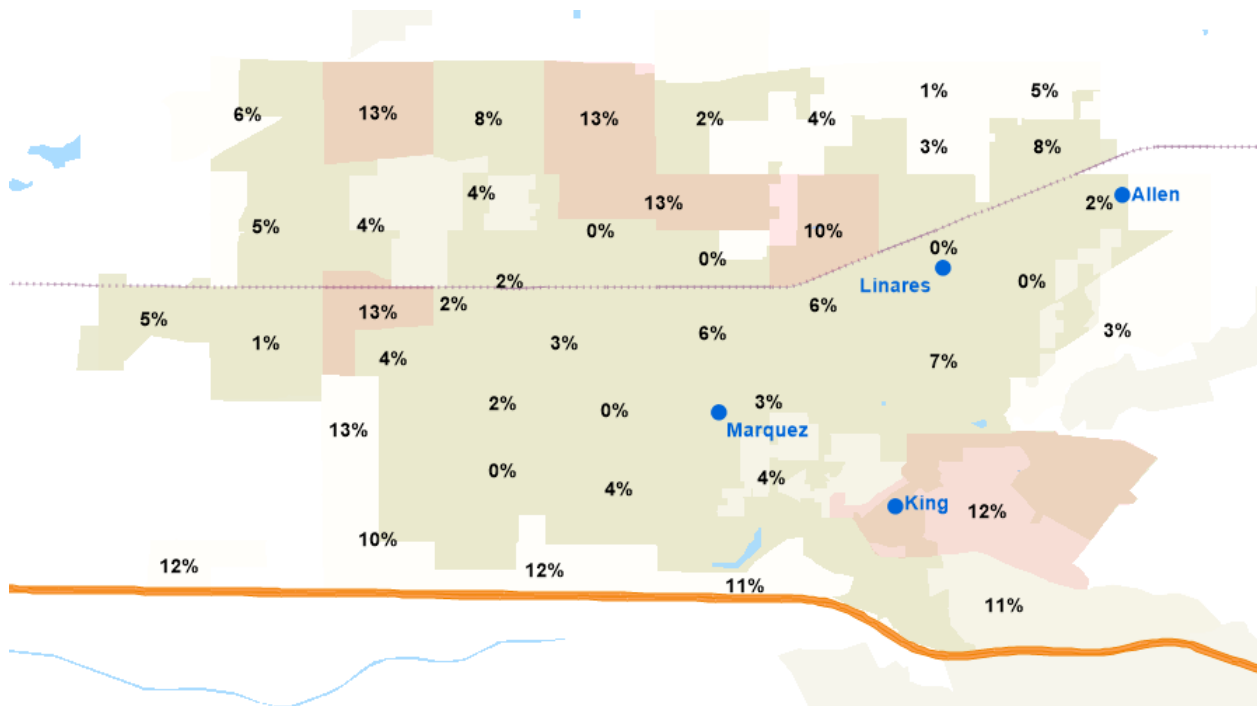 1% 5%
6% 13% 8% 13% 2% 4%
3% 8%
4%
Allen
13% 2%
5% 4% 0% 10%
0%
0%
Linares
2% 0%
2% 6%
13%
5%
3%
6%
1% 3%
4% 7%
2% 0% 3%
13% Marquez
0% 4%
4%
King 12%
10%
12% 12%
11%
11%